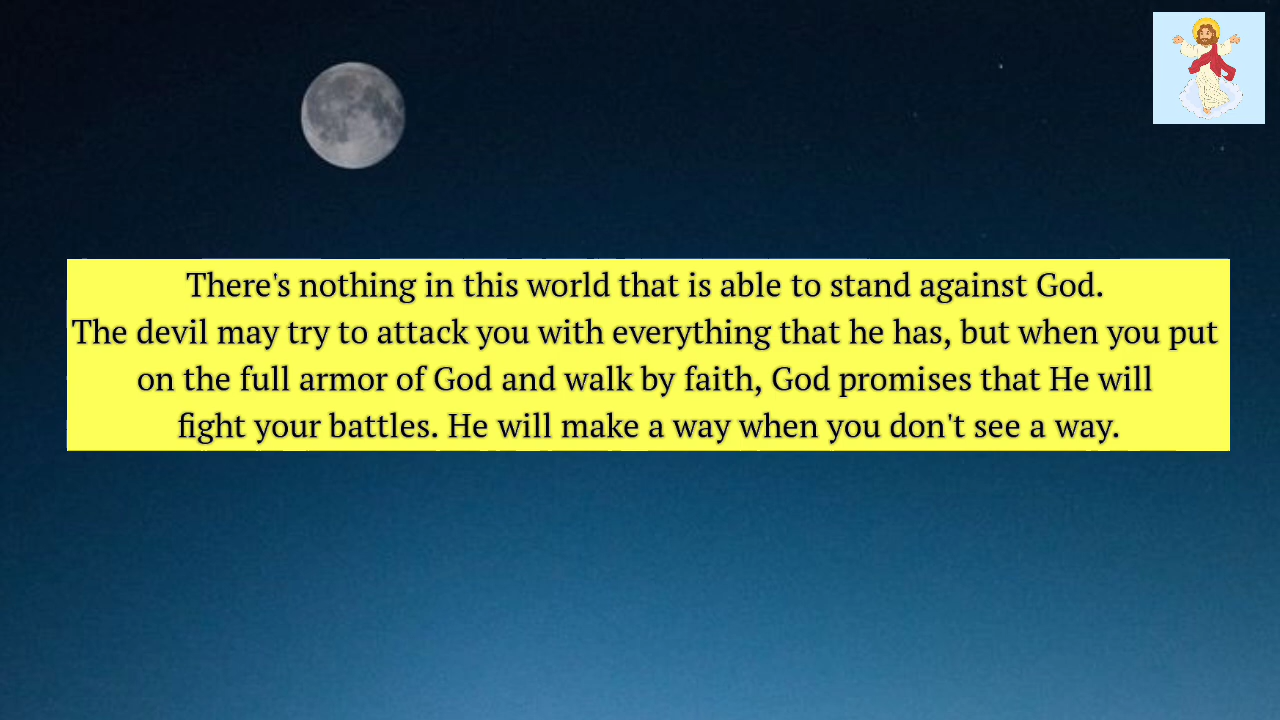 There's nothing in this world that is able to stand against God.
The devil may try to attack you with everything that he has, but when you put
on the full armor of God and walk by faith, God promises that He will
fight your battles. He will make a way when you don't see a way.